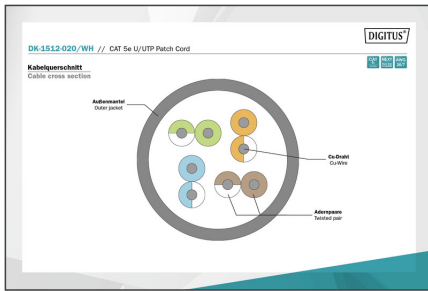 DIGITUS®
DK-1512-020/WH // CAT 5e U/UTP Patch Cord
Kabelquerschnitt
Cable cross section
Außenmantel
Outer jacket
Cu-Draht
Cu-Wire
Adernpaare
Twisted pair